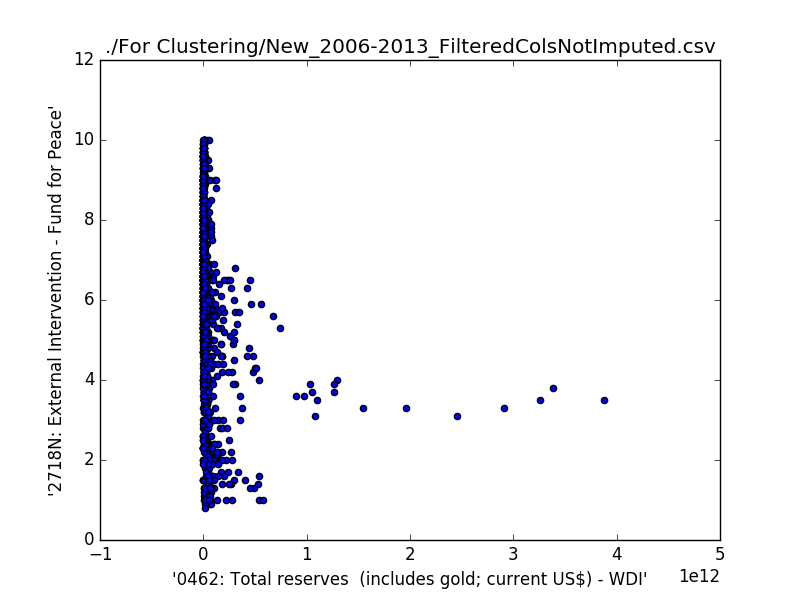 ./For Clustering/New_2006-2013_FilteredColsNotImputed.csv
12
10
8
6
4
2
0
'2718N: External Intervention - Fund for Peace'
−1 0 1 2 3 4 5
1e12
'0462: Total reserves  (includes gold; current US$) - WDI'